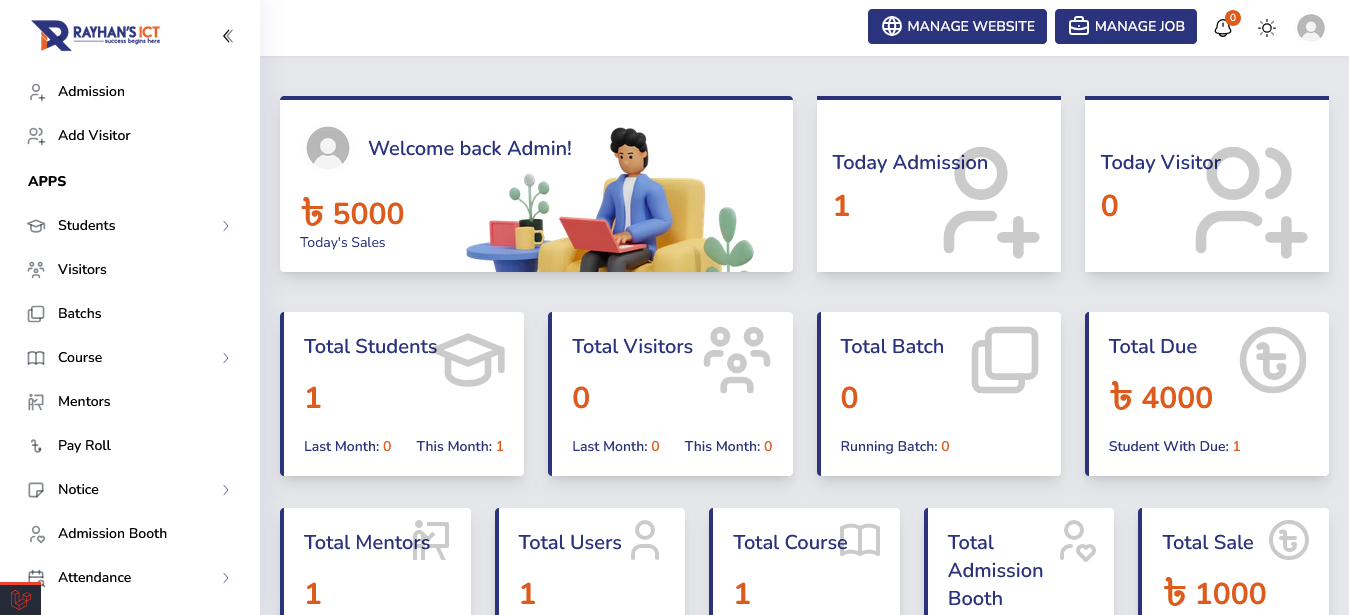 RAYHAN'S ICT
success begins here
MANAGE WEBSITE
MANAGE JOB
0
Admission
Add Visitor
APPS
Students
Visitors
Batchs
Course
Mentors
Pay Roll
Notice
Admission Booth
Attendance
Welcome back Admin!
৳ 5000
Today's Sales
Today Admission
1
Today Visitor
0
Total Students
1
Last Month: 0 This Month: 1
Total Visitors
0
Last Month: 0 This Month: 0
Total Batch
0
Running Batch: 0
Total Due
৳ 4000
Student With Due: 1
Total Mentors
1
Total Users
1
Total Course
1
Total
Admission
Booth
Total Sale
৳ 1000